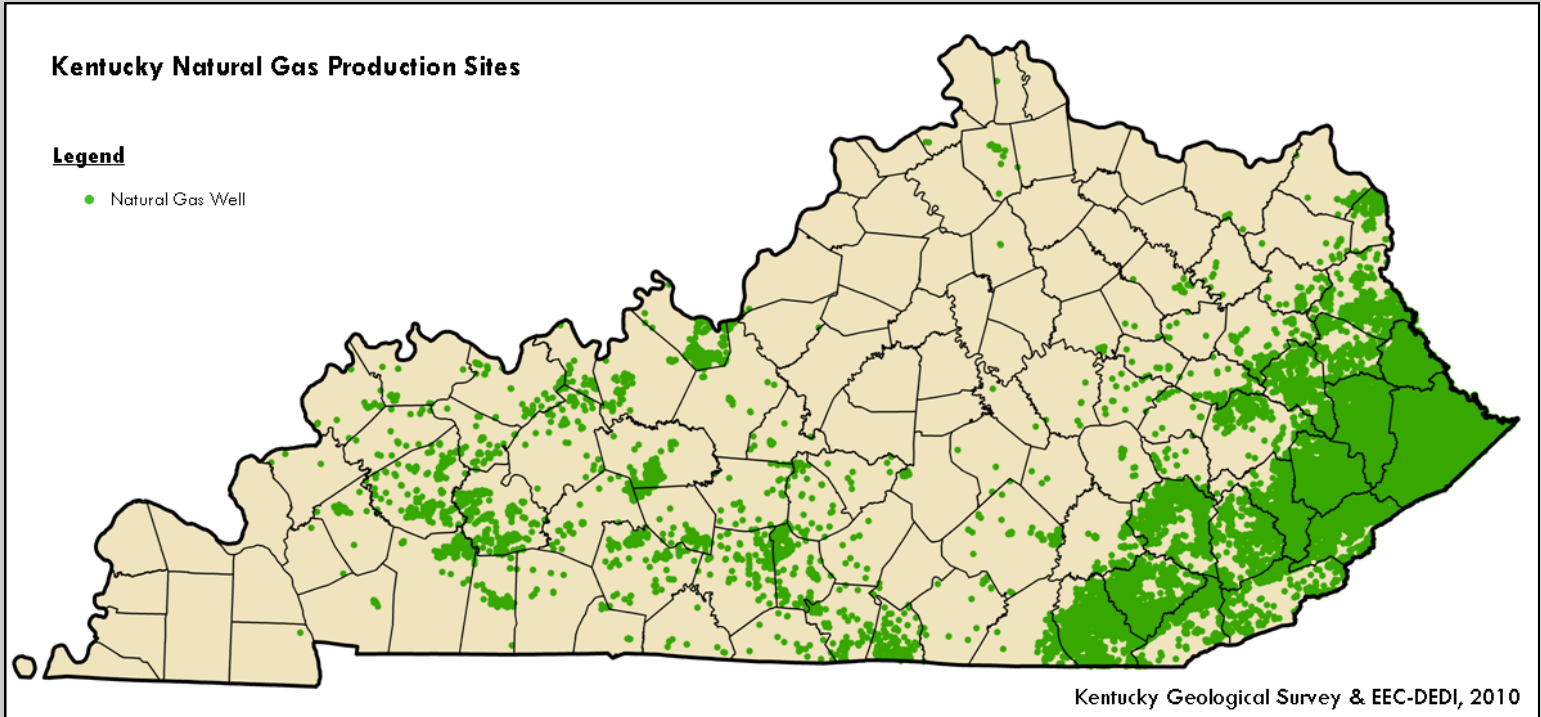 Kentucky Natural Gas Production Sites
Legend
Natural Gas Well
Kentucky Geological Survey & EEC-DEDI, 2010